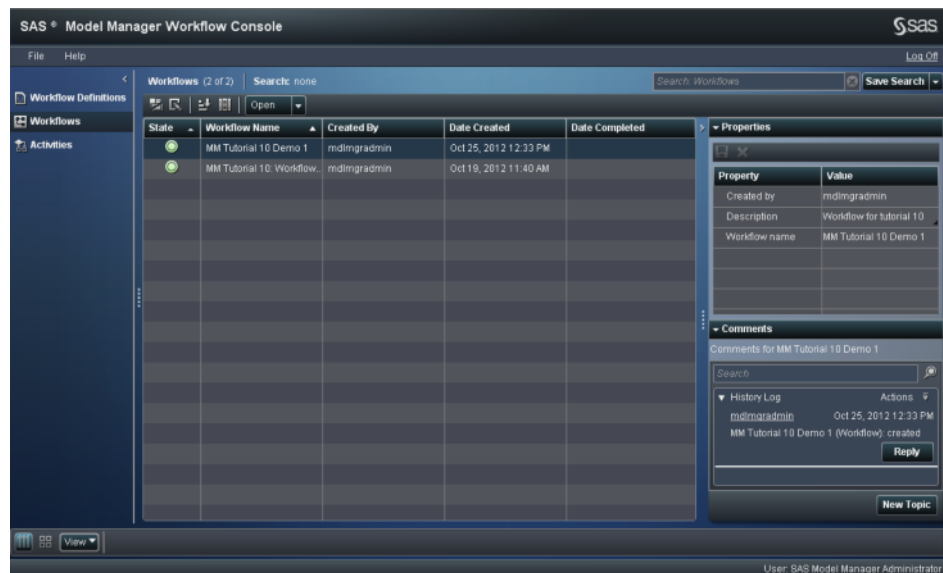 SAS ® Model Manager Workflow Console
sas
File Help
Log Off
Workflow Definitions
Workflows
Activities
Workflows (2 of 2) Search: none
Search: Workflows
Save Search
Open
State Workflow Name Created By Date Created Date Completed
MM Tutorial 10 Demo 1 mdlmgradmin Oct 25, 2012 12:33 PM
MM Tutorial 10: Workflow... mdlmgradmin Oct 19, 2012 11:40 AM
Properties
Property Value
Created by mdlmgradmin
Description Workflow for tutorial 10
Workflow name MM Tutorial 10 Demo 1
Comments
Comments for MM Tutorial 10 Demo 1
Search
History Log Actions
mdlmgradmin Oct 25, 2012 12:33 PM
MM Tutorial 10 Demo 1 (Workflow): created
Reply
New Topic
View
User: SAS Model Manager Administrator